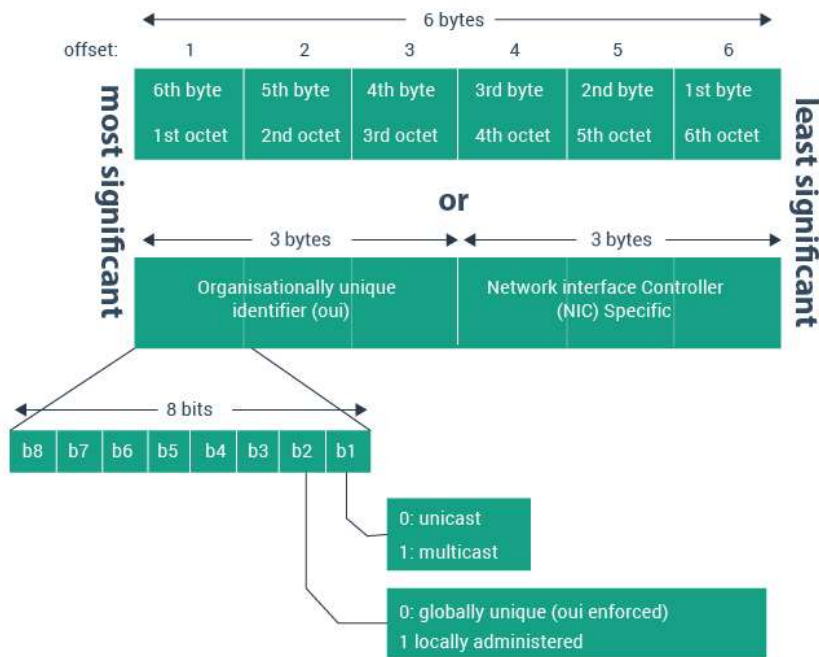 6 bytes
offset: 1 2 3 4 5 6
most significant
6th byte 5th byte 4th byte 3rd byte 2nd byte 1st byte
1st octet 2nd octet 3rd octet 4th octet 5th octet 6th octet
least significant
or
3 bytes 3 bytes
Organisationally unique
identifier (oui)
Network interface Controller
(NIC) Specific
8 bits
b8 b7 b6 b5 b4 b3 b2 b1
0: unicast
1: multicast
0: globally unique (oui enforced)
1 locally administered